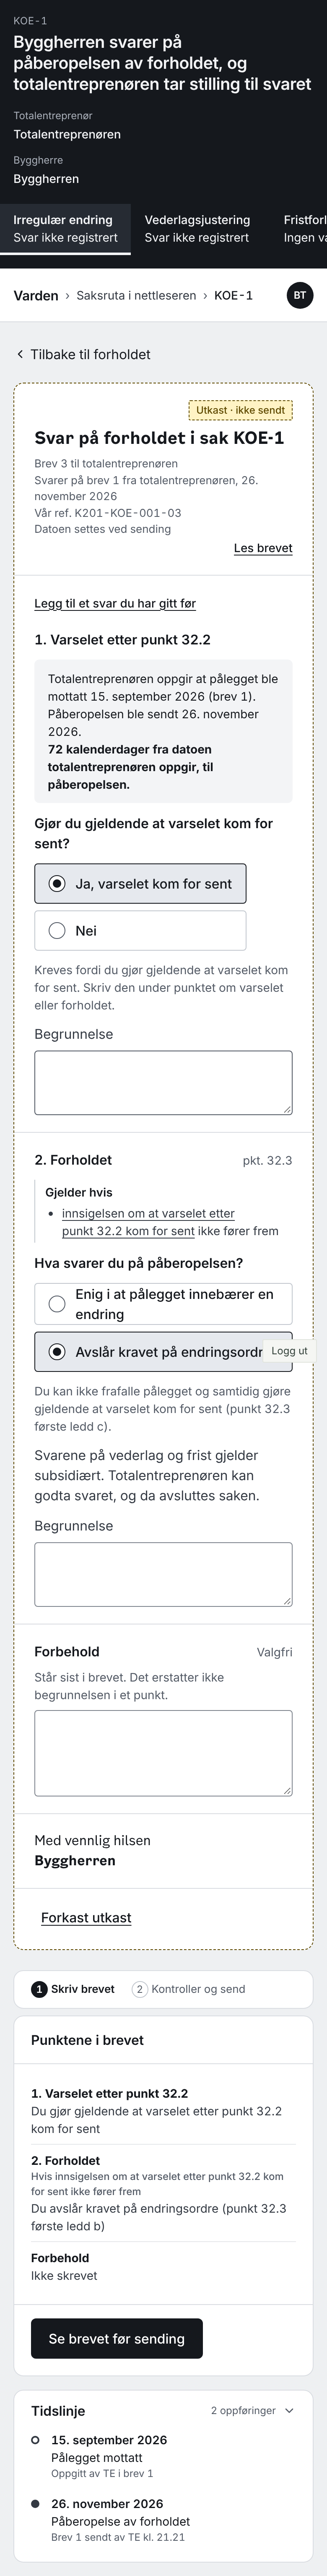 KOE-1
Byggherren svarer på
påberopelsen av forholdet, og
totalentreprenøren tar stilling til svaret
Totalentreprenør
Totalentreprenøren
Byggherre
Byggherren
Irregulær endring
Svar ikke registrert
Vederlagsjustering
Svar ikke registrert
Fristforl
Ingen va
Varden › Saksruta i nettleseren › KOE-1
BT
Tilbake til forholdet
Utkast · ikke sendt
Svar på forholdet i sak KOE-1
Brev 3 til totalentreprenøren
Svarer på brev 1 fra totalentreprenøren, 26.
november 2026
Vår ref. K201-KOE-001-03
Datoen settes ved sending
Les brevet
Legg til et svar du har gitt før
1. Varselet etter punkt 32.2
Totalentreprenøren oppgir at pålegget ble
mottatt 15. september 2026 (brev 1).
Påberopelsen ble sendt 26. november
2026.
72 kalenderdager fra datoen
totalentreprenøren oppgir, til
påberopelsen.
Gjør du gjeldende at varselet kom for
sent?
Ja, varselet kom for sent
Nei
Kreves fordi du gjør gjeldende at varselet kom
for sent. Skriv den under punktet om varselet
eller forholdet.
Begrunnelse
2. Forholdet
pkt. 32.3
Gjelder hvis
• innsigelsen om at varselet etter
punkt 32.2 kom for sent ikke fører frem
Hva svarer du på påberopelsen?
Enig i at pålegget innebærer en
endring
Avslår kravet på endringsordr
Logg ut
Du kan ikke frafalle pålegget og samtidig gjøre
gjeldende at varselet kom for sent (punkt 32.3
første ledd c).
Svarene på vederlag og frist gjelder
subsidiært. Totalentreprenøren kan
godta svaret, og da avsluttes saken.
Begrunnelse
Forbehold
Valgfri
Står sist i brevet. Det erstatter ikke
begrunnelsen i et punkt.
Med vennlig hilsen
Byggherren
Forkast utkast
1 Skriv brevet
2 Kontroller og send
Punktene i brevet
1. Varselet etter punkt 32.2
Du gjør gjeldende at varselet etter punkt 32.2
kom for sent
2. Forholdet
Hvis innsigelsen om at varselet etter punkt 32.2 kom
for sent ikke fører frem
Du avslår kravet på endringsordre (punkt 32.3
første ledd b)
Forbehold
Ikke skrevet
Se brevet før sending
Tidslinje
2 oppføringer
15. september 2026
Pålegget mottatt
Oppgitt av TE i brev 1
26. november 2026
Påberopelse av forholdet
Brev 1 sendt av TE kl. 21.21